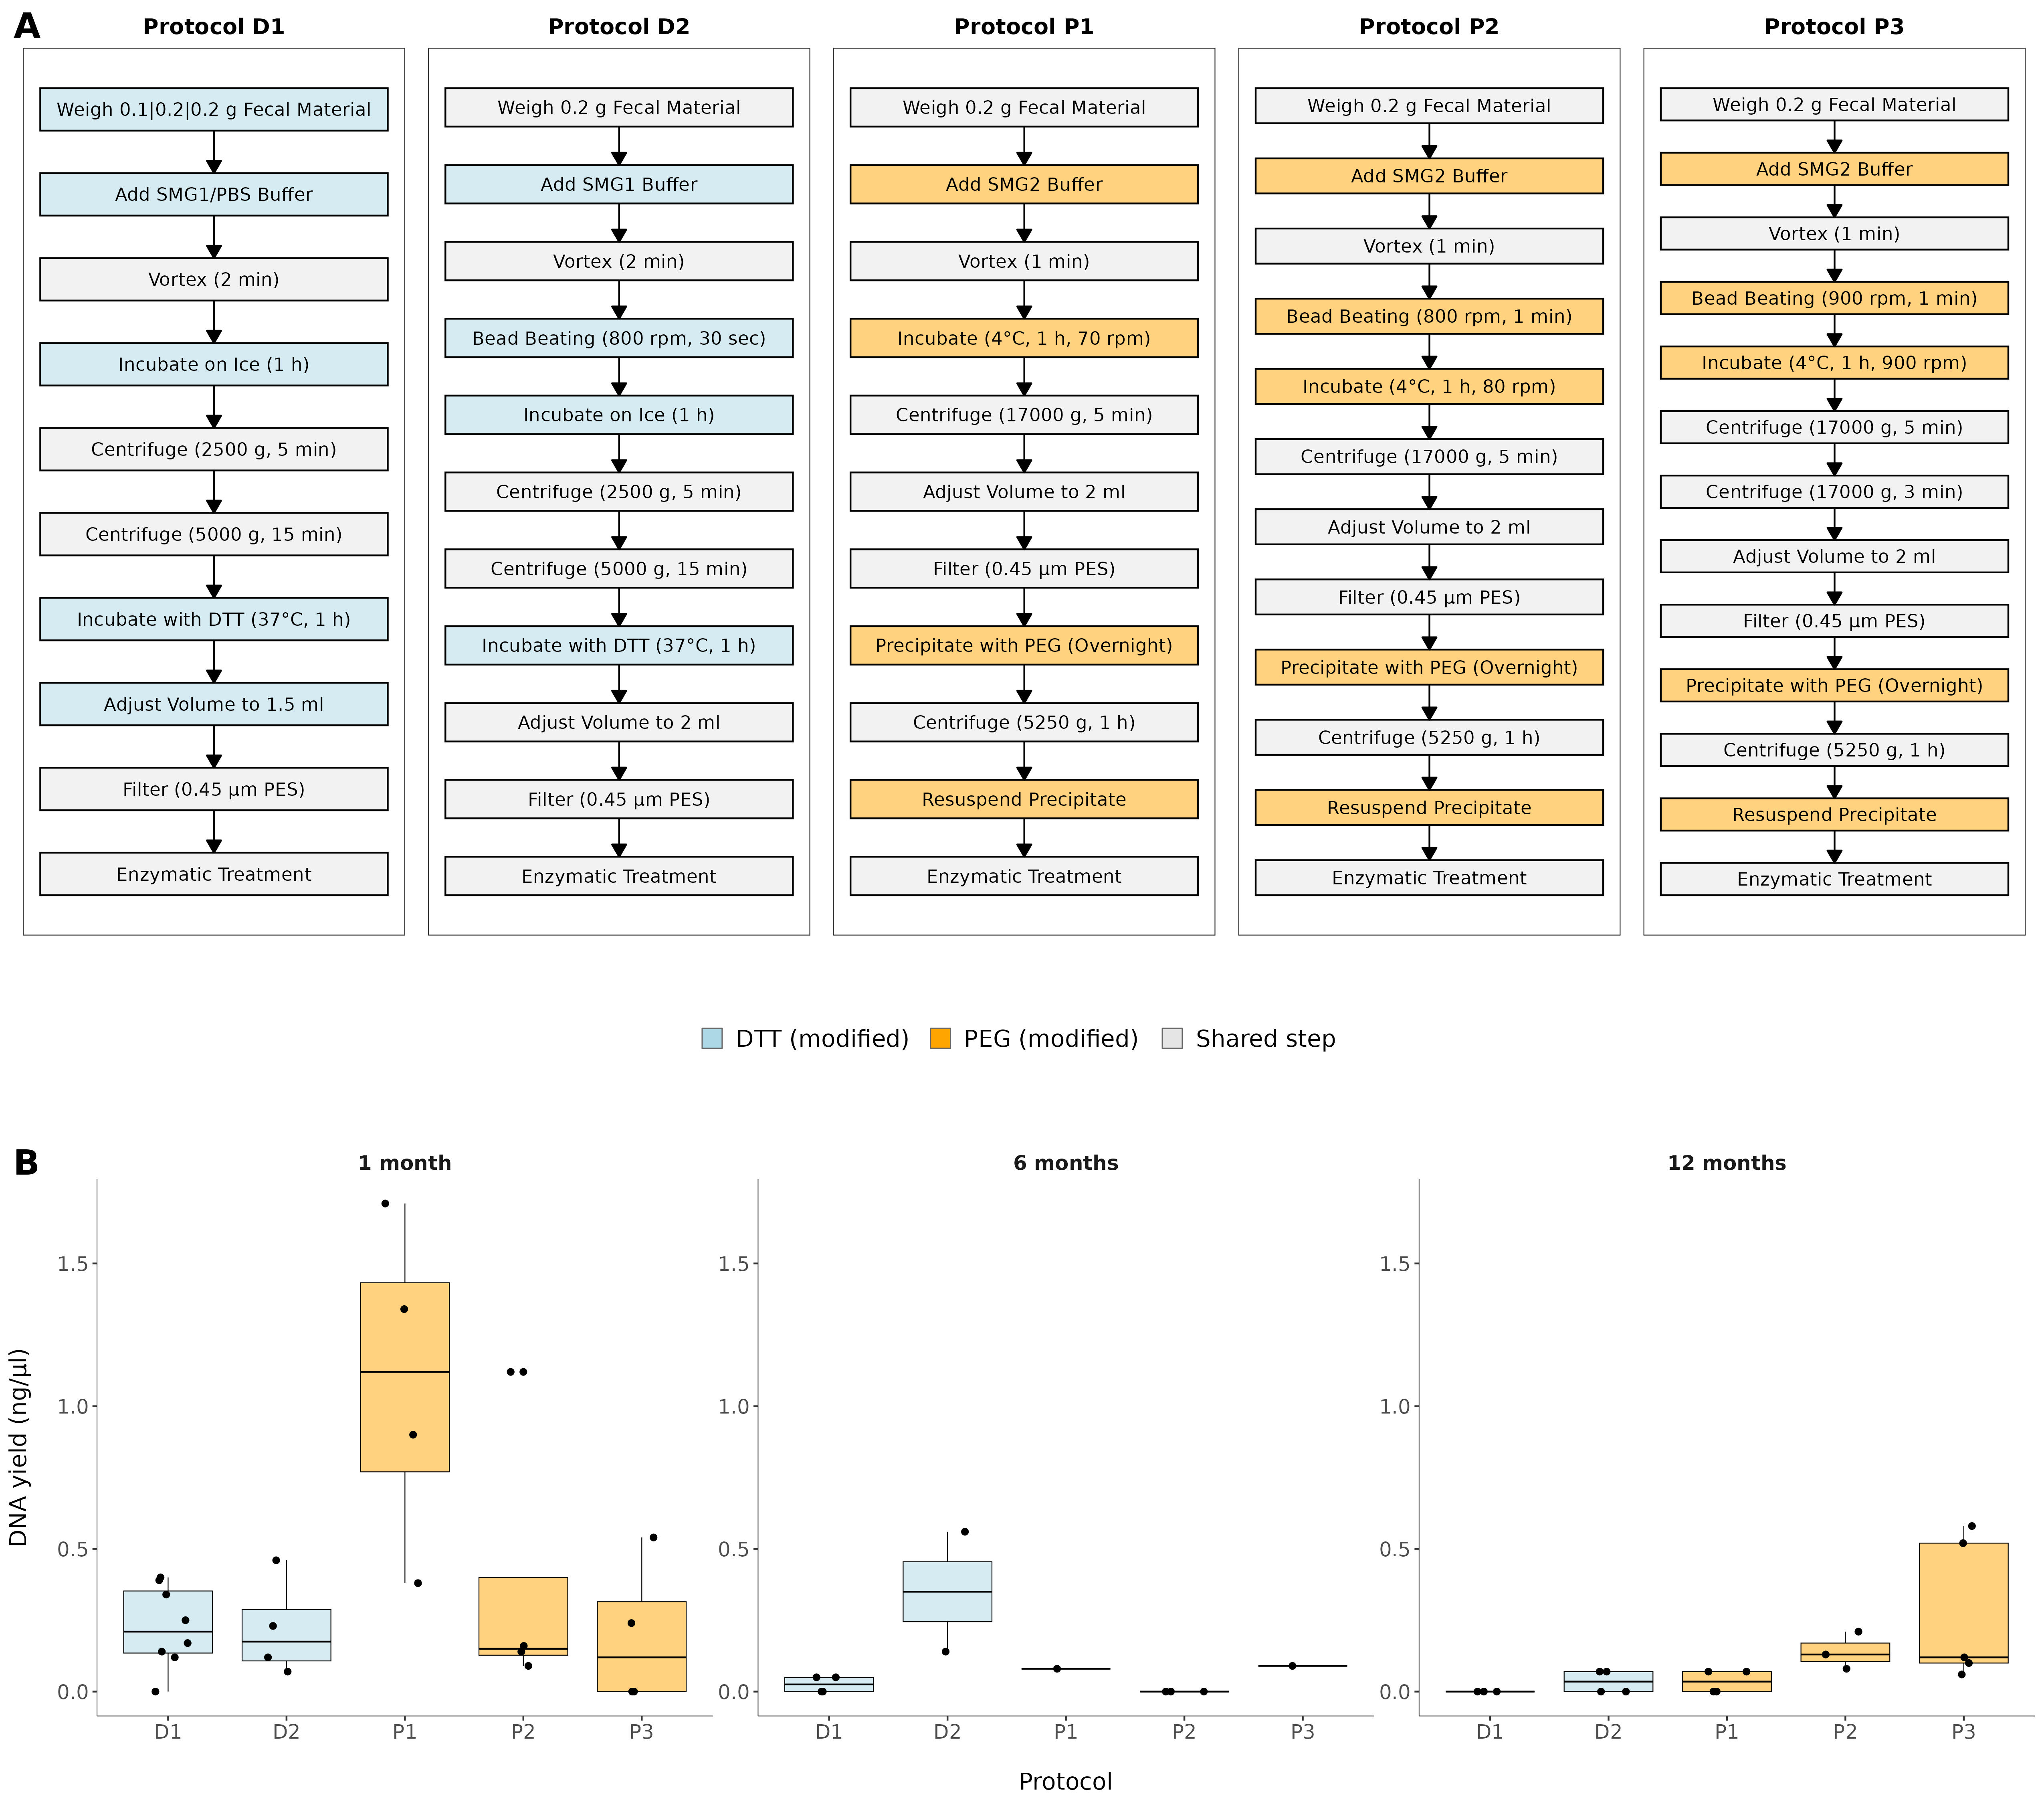 A
Protocol D1
Protocol D2
Protocol P1
Protocol P2
Protocol P3
Weigh 0.1|0.2|0.2 g Fecal Material
Add SMG1/PBS Buffer
Vortex (2 min)
Incubate on Ice (1 h)
Centrifuge (2500 g, 5 min)
Centrifuge (5000 g, 15 min)
Incubate with DTT (37°C, 1 h)
Adjust Volume to 1.5 ml
Filter (0.45 µm PES)
Enzymatic Treatment
Weigh 0.2 g Fecal Material
Add SMG1 Buffer
Vortex (2 min)
Bead Beating (800 rpm, 30 sec)
Incubate on Ice (1 h)
Centrifuge (2500 g, 5 min)
Centrifuge (5000 g, 15 min)
Incubate with DTT (37°C, 1 h)
Adjust Volume to 2 ml
Filter (0.45 µm PES)
Enzymatic Treatment
Weigh 0.2 g Fecal Material
Add SMG2 Buffer
Vortex (1 min)
Incubate (4°C, 1 h, 70 rpm)
Centrifuge (17000 g, 5 min)
Adjust Volume to 2 ml
Filter (0.45 µm PES)
Precipitate with PEG (Overnight)
Centrifuge (5250 g, 1 h)
Resuspend Precipitate
Enzymatic Treatment
Weigh 0.2 g Fecal Material
Add SMG2 Buffer
Vortex (1 min)
Bead Beating (800 rpm, 1 min)
Incubate (4°C, 1 h, 80 rpm)
Centrifuge (17000 g, 5 min)
Adjust Volume to 2 ml
Filter (0.45 µm PES)
Precipitate with PEG (Overnight)
Centrifuge (5250 g, 1 h)
Resuspend Precipitate
Enzymatic Treatment
Weigh 0.2 g Fecal Material
Add SMG2 Buffer
Vortex (1 min)
Bead Beating (900 rpm, 1 min)
Incubate (4°C, 1 h, 900 rpm)
Centrifuge (17000 g, 5 min)
Centrifuge (17000 g, 3 min)
Adjust Volume to 2 ml
Filter (0.45 µm PES)
Precipitate with PEG (Overnight)
Centrifuge (5250 g, 1 h)
Resuspend Precipitate
Enzymatic Treatment
DTT (modified)
PEG (modified)
Shared step
B
1 month
6 months
12 months
DNA yield (ng/µl)
1.5
1.0
0.5
0.0
D1 D2 P1 P2 P3
1.5
1.0
0.5
0.0
D1 D2 P1 P2 P3
1.5
1.0
0.5
0.0
D1 D2 P1 P2 P3
Protocol